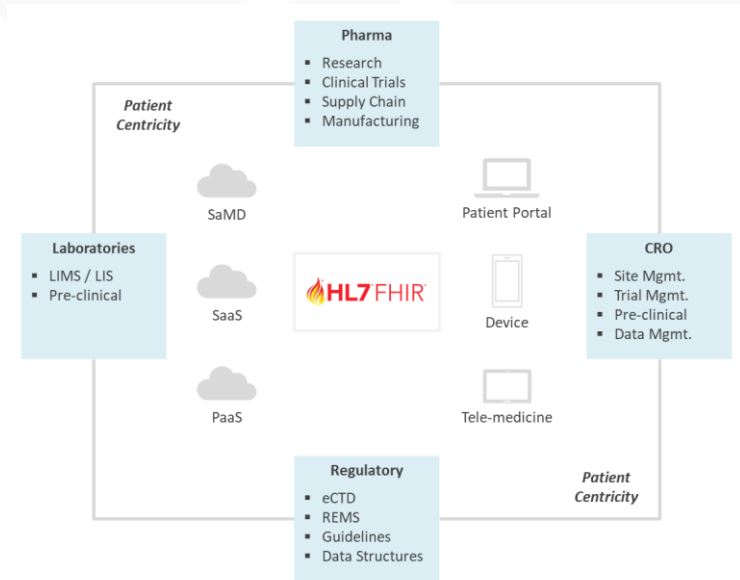 Pharma
▪ Research
▪ Clinical Trials
▪ Supply Chain
▪ Manufacturing
Patient
Centricity
SaMD
Patient Portal
Laboratories
▪ LIMS / LIS
▪ Pre-clinical
SaaS
HL7 FHIR
Device
CRO
▪ Site Mgmt.
▪ Trial Mgmt.
▪ Pre-clinical
▪ Data Mgmt.
PaaS
Tele-medicine
Regulatory
▪ eCTD
▪ REMS
▪ Guidelines
▪ Data Structures
Patient
Centricity